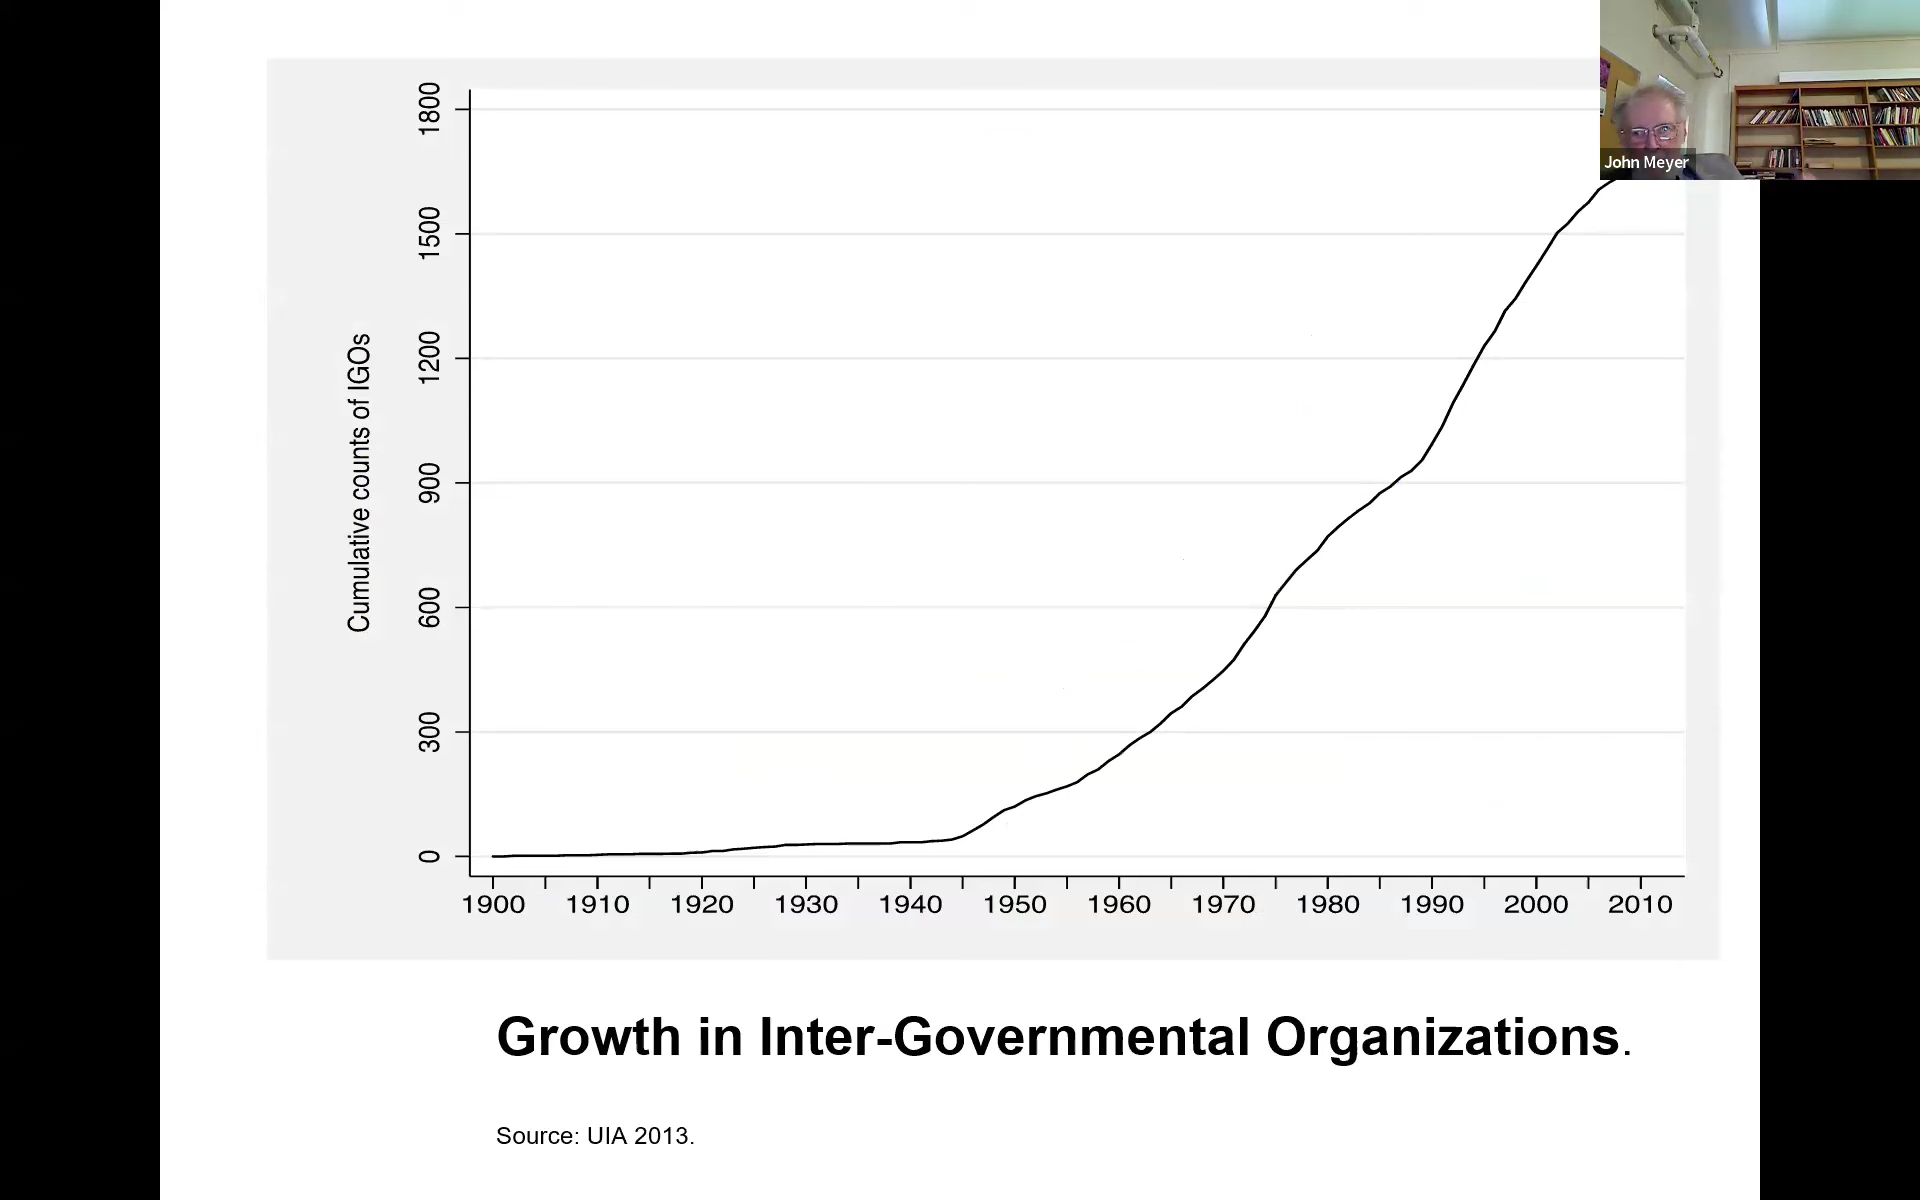 John Meyer
1800
1500
1200
900
600
300
0
Cumulative counts of IGOs
1900 1910 1920 1930 1940 1950 1960 1970 1980 1990 2000 2010
Growth in Inter-Governmental Organizations.
Source: UIA 2013.